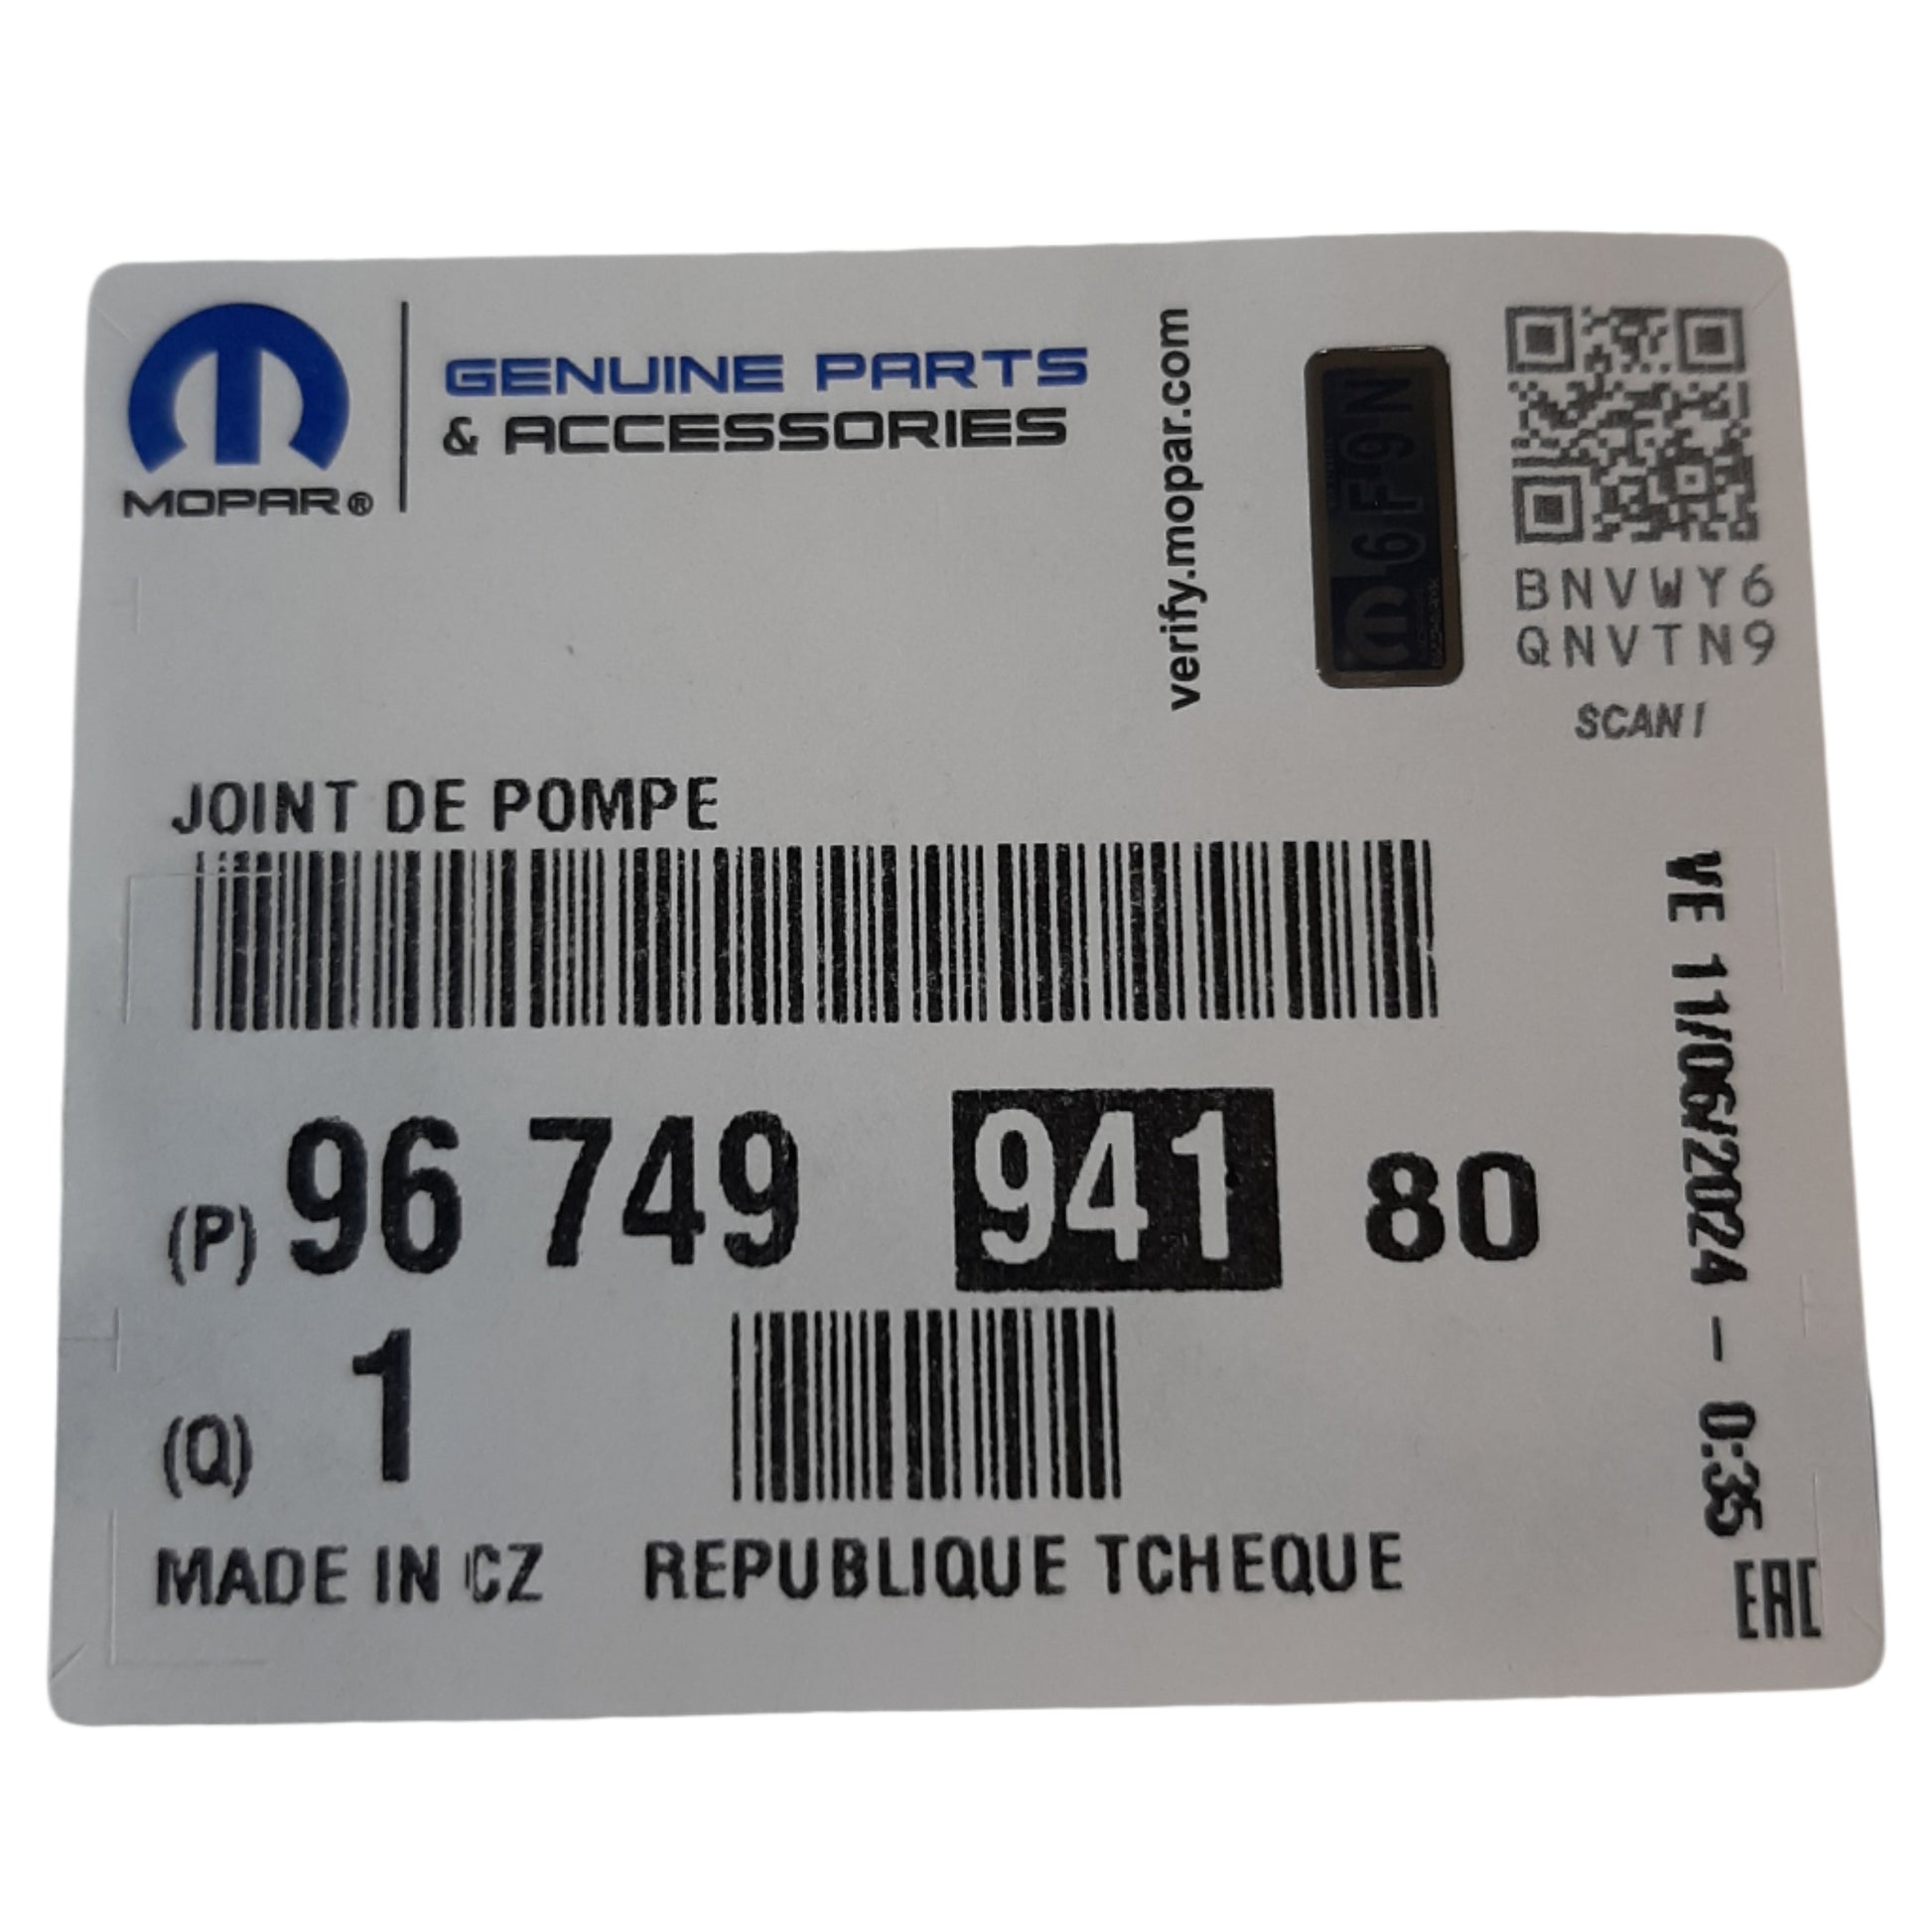 MOPAR®
GENUINE PARTS
& ACCESSORIES
verify.mopar.com
6F9N
BNVWY6
QNVTN9
SCAN!
JOINT DE POMPE
(P) 96 749 941 80
(Q) 1
MADE IN CZ REPUBLIQUE TCHEQUE
VE 11/06/2024 - 0:35
EAC